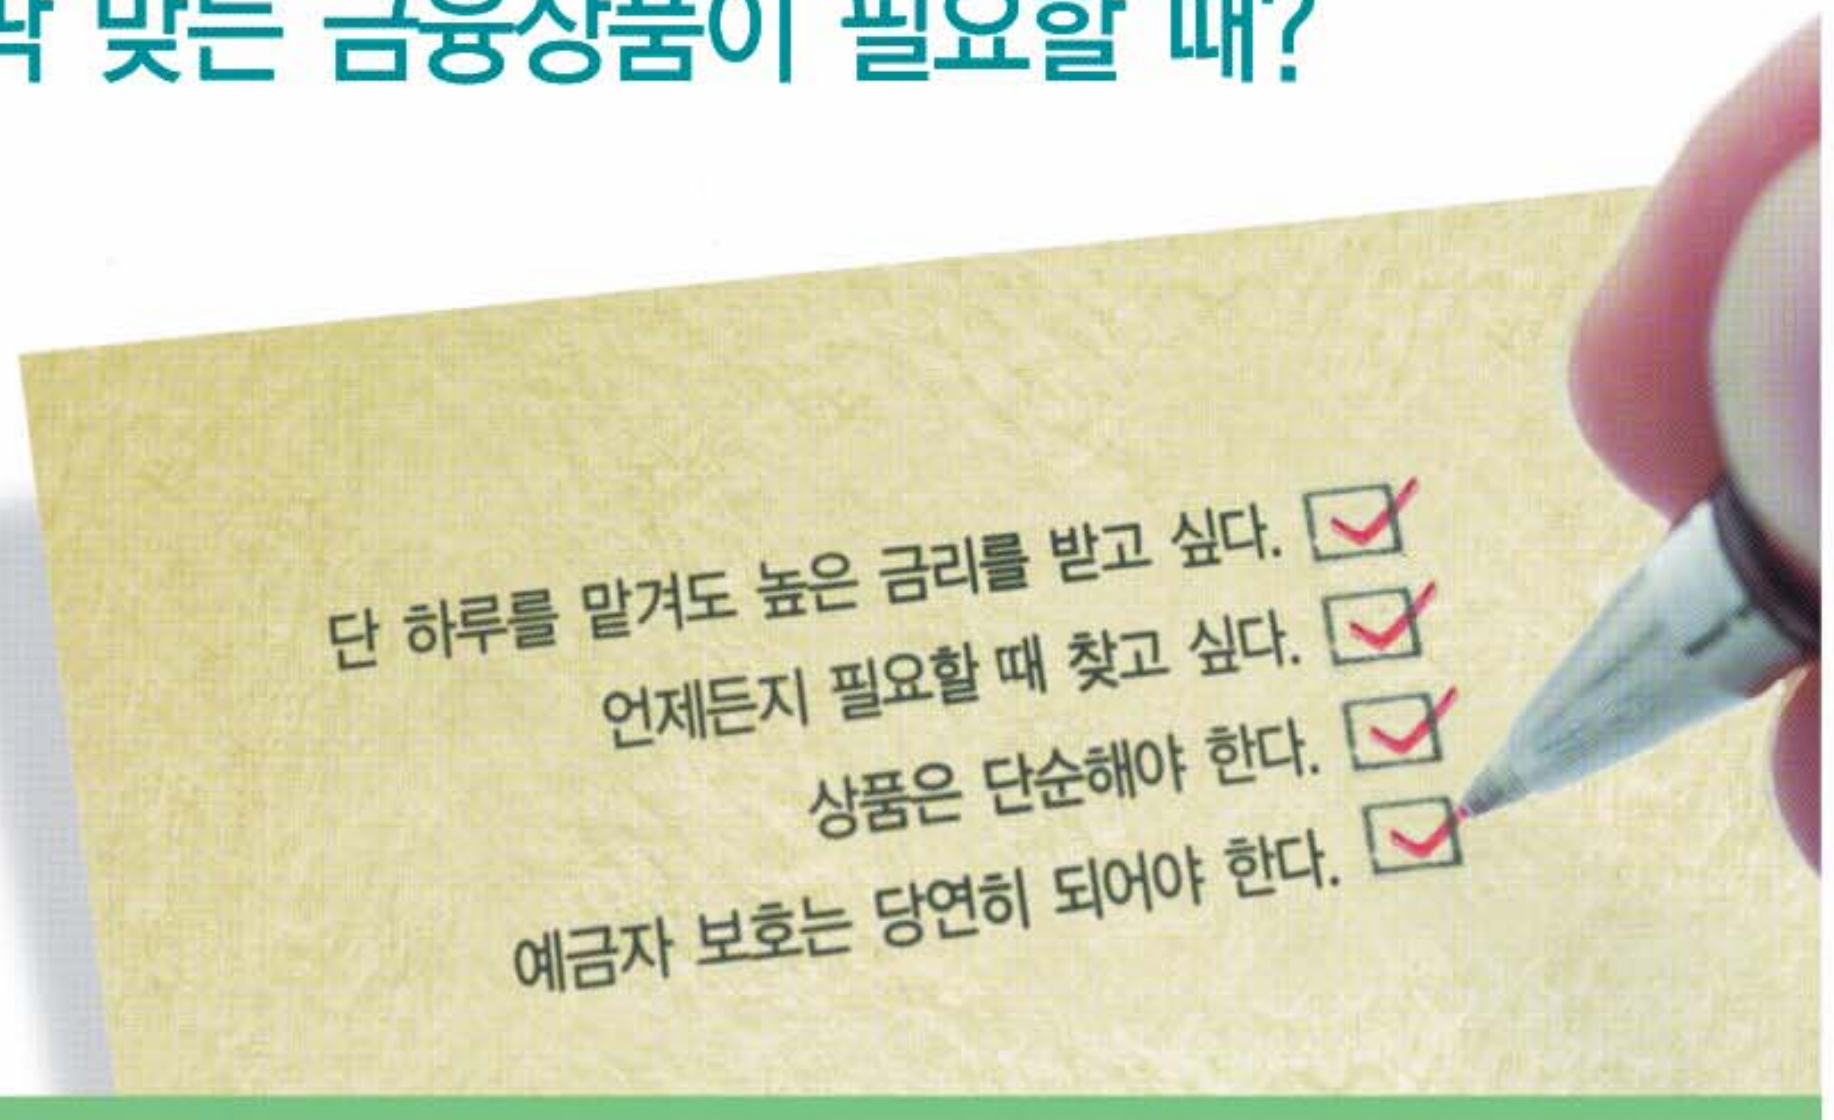 딱 맞는 금융상품이 필요할 때?
단 하루를 맡겨도 높은 금리를 받고 싶다.
언제든지 필요할 때 찾고 싶다.
상품은 단순해야 한다.
예금자 보호는 당연히 되어야 한다.